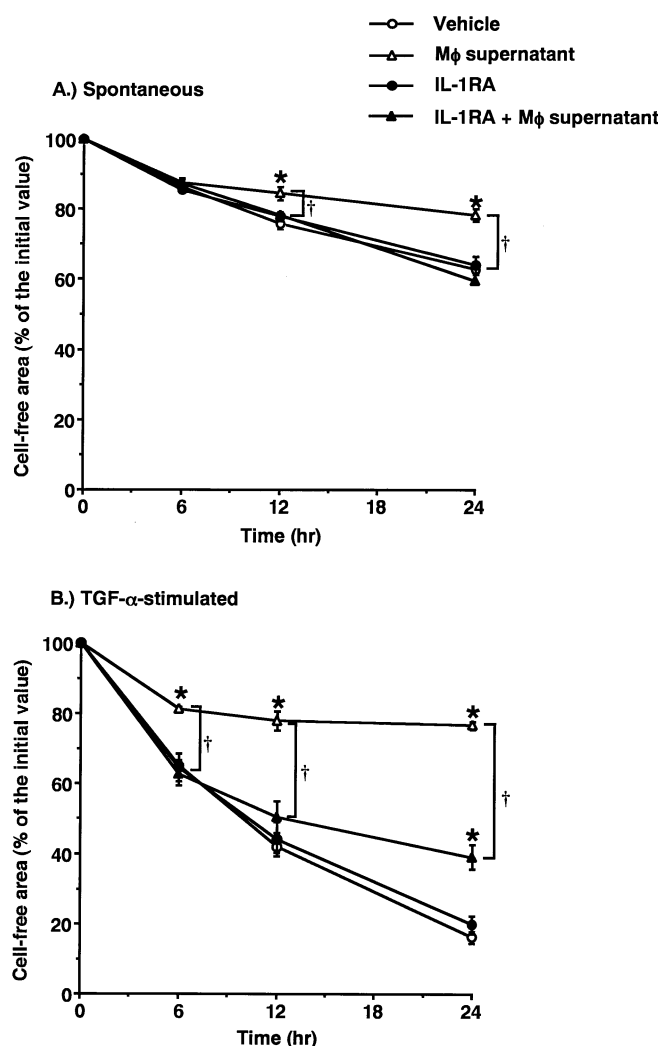 Vehicle
Mϕ supernatant
IL-1RA
IL-1RA + Mϕ supernatant
A.) Spontaneous
Cell-free area (% of the initial value)
100
80
60
40
20
0
*
†
*
†
0 6 12 18 24
Time (hr)
B.) TGF-α-stimulated
Cell-free area (% of the initial value)
100
80
60
40
20
0
*
†
*
†
*
*
†
0 6 12 18 24
Time (hr)